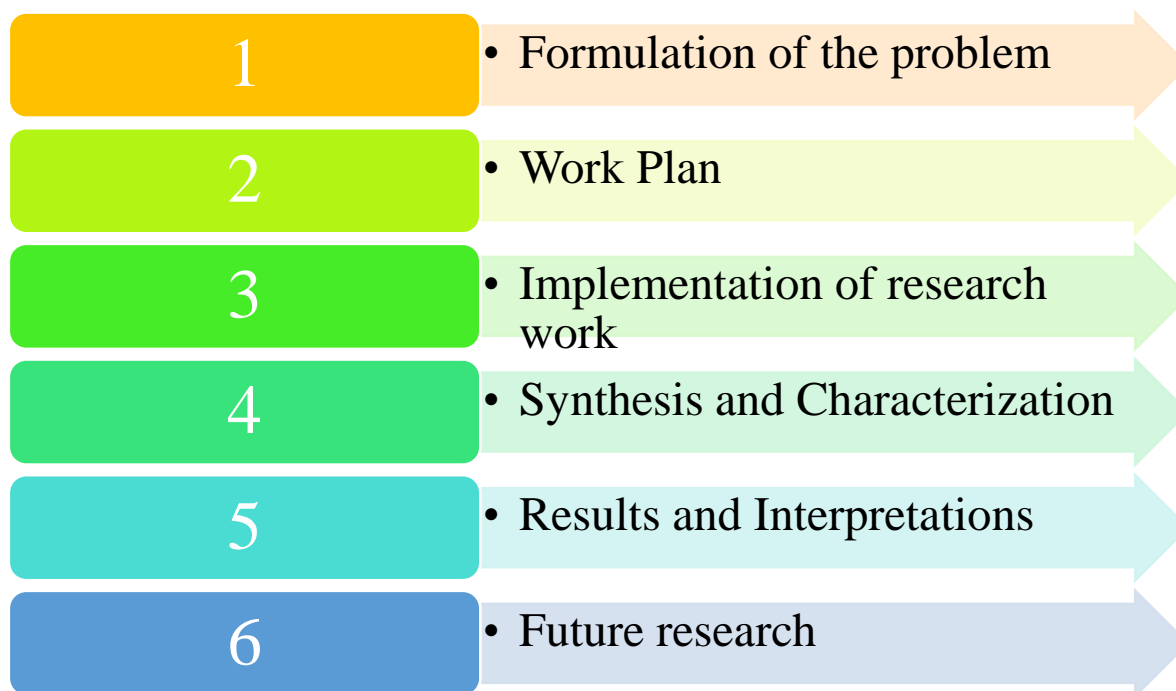 1
• Formulation of the problem
2
• Work Plan
3
• Implementation of research
work
4
• Synthesis and Characterization
5
• Results and Interpretations
6
• Future research